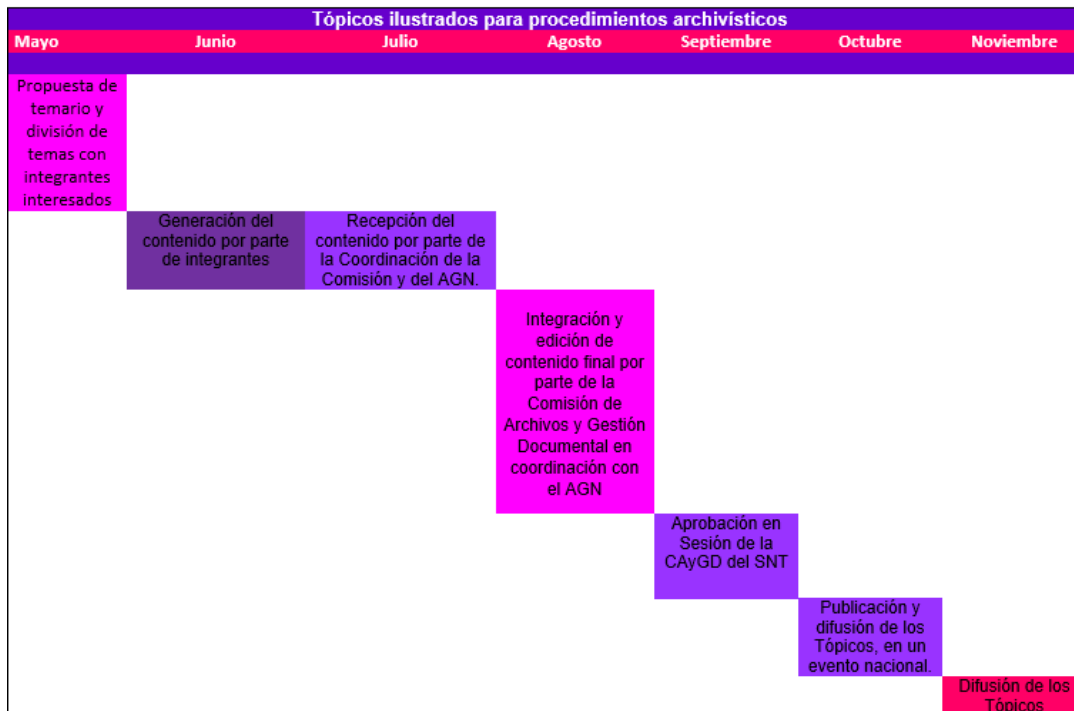 Tópicos ilustrados para procedimientos archivísticos
Mayo Junio Julio Agosto Septiembre Octubre Noviembre
Propuesta de
temario y
división de
temas con
integrantes
interesados
Generación del
contenido por parte
de integrantes
Recepción del
contenido por parte de
la Coordinación de la
Comisión y del AGN.
Integración y
edición de
contenido final por
parte de la
Comisión de
Archivos y Gestión
Documental en
coordinación con
el AGN
Aprobación en
Sesión de la
CAyGD del SNT
Publicación y
difusión de los
Tópicos, en un
evento nacional.
Difusión de los
Tópicos